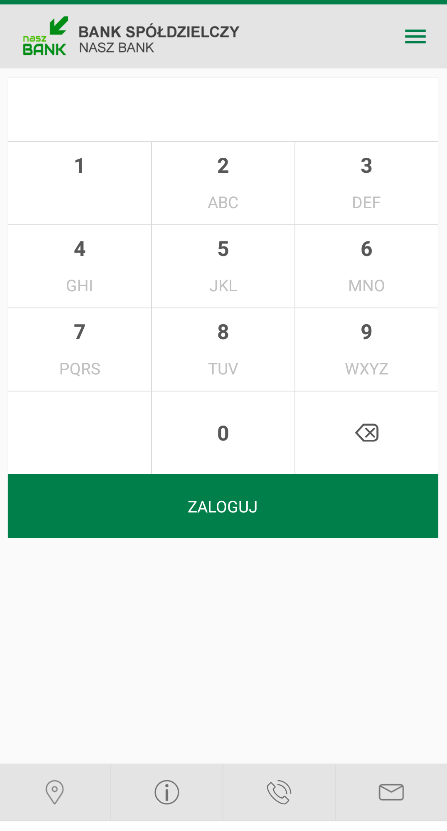 nasz
BANK
BANK SPÓŁDZIELCZY
NASZ BANK
1
2
3
ABC
DEF
4
5
6
GHI
JKL
MNO
7
8
9
PQRS
TUV
WXYZ
0
ZALOGUJ